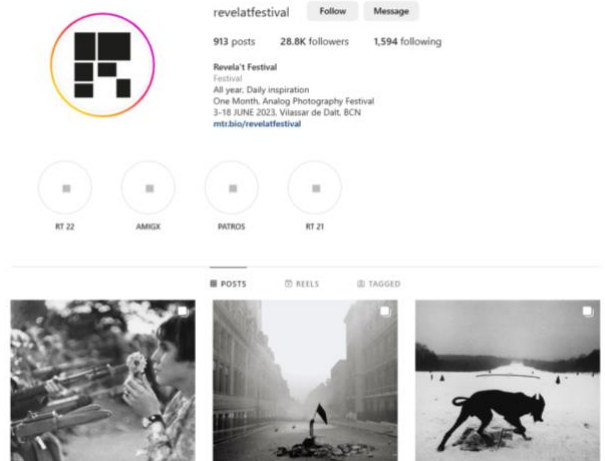 revelatfestival Follow Message
913 posts 28.8K followers 1,594 following
Revela't Festival
Festival
All year. Daily inspiration
One Month, Analog Photography Festival
3-18 JUNE 2023, Vilassar de Dalt, BCN
mtr.bio/revelatfestival
RT 22 AMIGX PATROS RT 21
POSTS REELS TAGGED